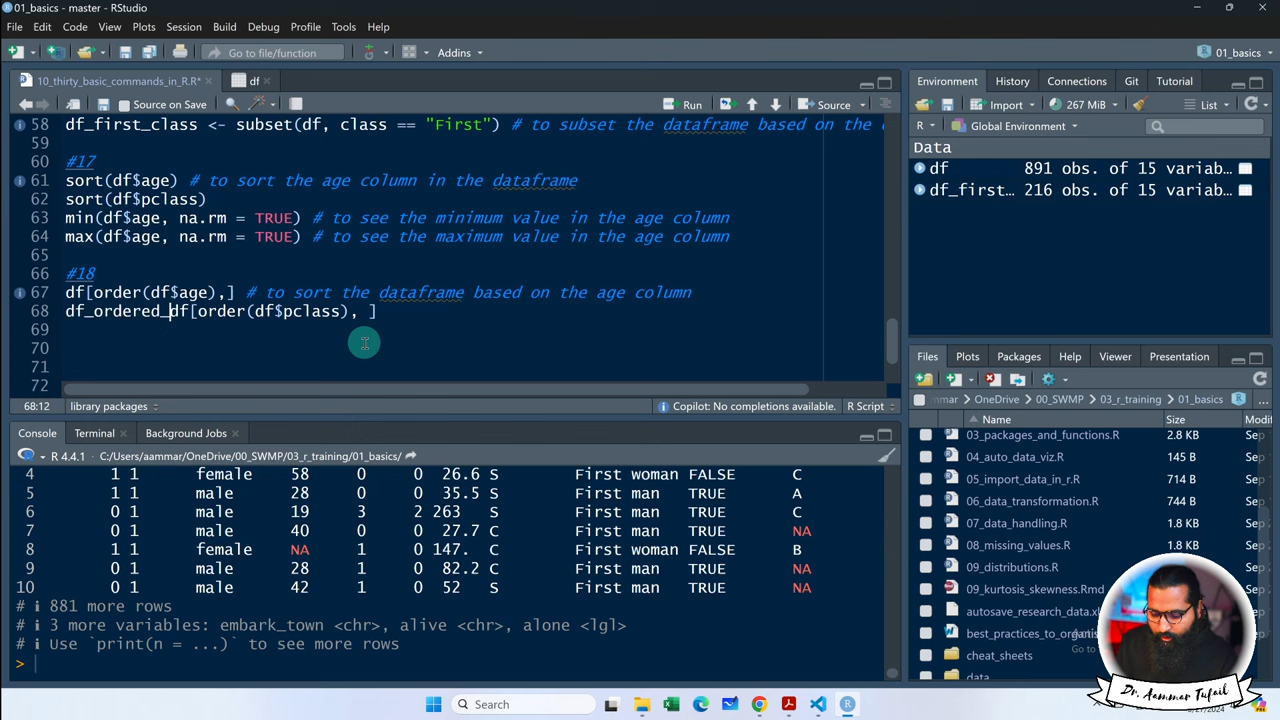 01_basics - master - RStudio
File Edit Code View Plots Session Build Debug Profile Tools Help
Go to file/function Addins 01_basics
10_thirty_basic_commands_in_R.R* df
Source on Save Run Source
58 df_first_class <- subset(df, class == "First") # to subset the dataframe based on the
59
60 #17
61 sort(df$age) # to sort the age column in the dataframe
62 sort(df$pclass)
63 min(df$age, na.rm = TRUE) # to see the minimum value in the age column
64 max(df$age, na.rm = TRUE) # to see the maximum value in the age column
65
66 #18
67 df[order(df$age),] # to sort the dataframe based on the age column
68 df_ordered_df[order(df$pclass), ]
69
70
71
72
68:12 library packages Copilot: No completions available. R Script
Console Terminal Background Jobs
R 4.4.1 C:/Users/aammar/OneDrive/00_SWMP/03_r_training/01_basics/
4 1 1 female 58 0 0 26.6 S First woman FALSE C
5 1 1 male 28 0 0 35.5 S First man TRUE A
6 0 1 male 19 3 2 263 S First man TRUE C
7 0 1 male 40 0 0 27.7 C First man TRUE NA
8 1 1 female NA 1 0 147. C First woman FALSE B
9 0 1 male 28 1 0 82.2 C First man TRUE NA
10 0 1 male 42 1 0 52 S First man TRUE NA
# ℹ 881 more rows
# ℹ 3 more variables: embark_town <chr>, alive <chr>, alone <lgl>
# ℹ Use `print(n = ...)` to see more rows
>
Environment History Connections Git Tutorial
Import 267 MiB List
R Global Environment
Data
df 891 obs. of 15 variab...
df_first... 216 obs. of 15 variab...
Files Plots Packages Help Viewer Presentation
mmar OneDrive 00_SWMP 03_r_training 01_basics ...
Name Size Modif
03_packages_and_functions.R 2.8 KB Sep
04_auto_data_viz.R 145 B Sep
05_import_data_in_r.R 714 B Sep
06_data_transformation.R 744 B Sep
07_data_handling.R
08_missing_values.R
09_distributions.R
09_kurtosis_skewness.Rmd
autosave_research_data.xl
best_practices_to_organi
cheat_sheets
data
Search
Dr. Aammar Tufail